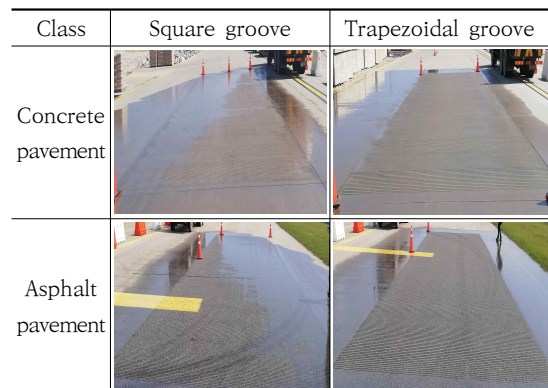 Class Square groove Trapezoidal groove
Concrete
pavement
Asphalt
pavement